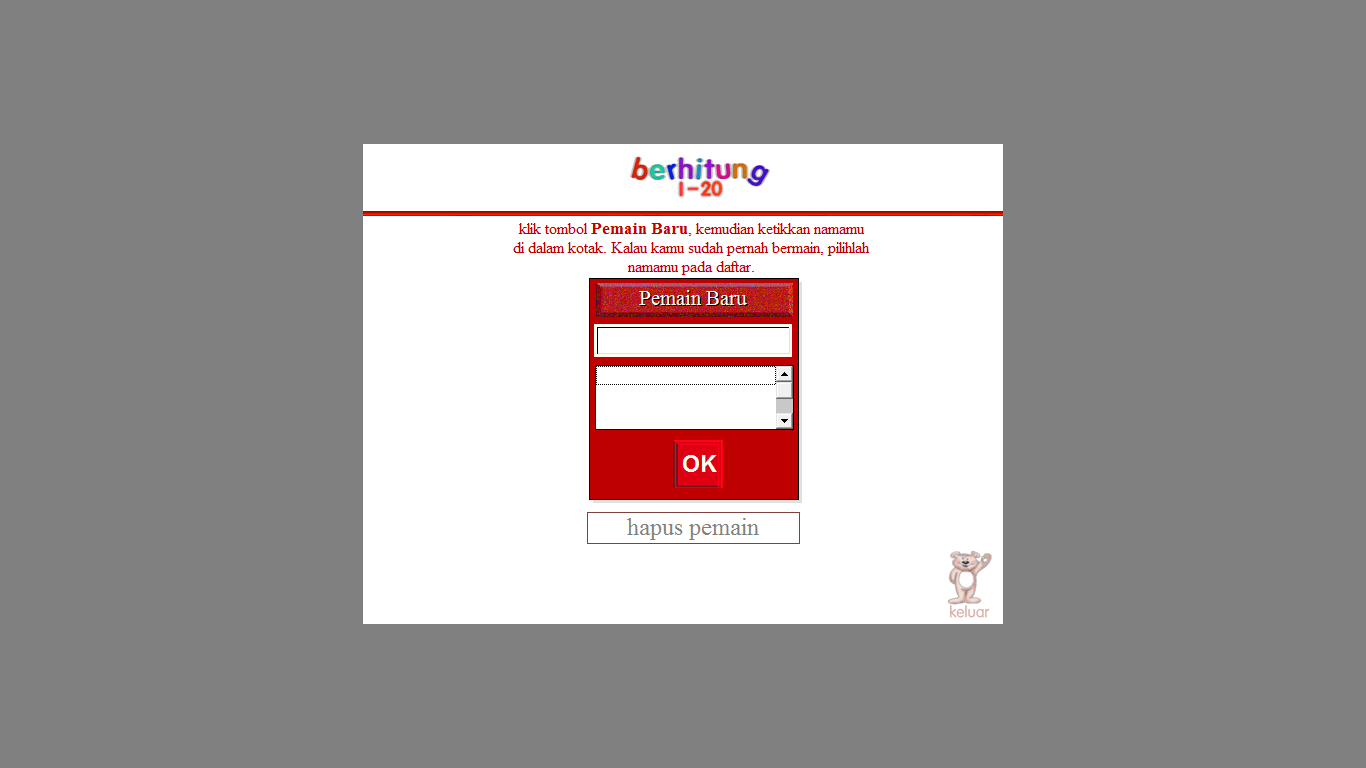 berhitung
1-20
klik tombol Pemain Baru, kemudian ketikkan namamu
di dalam kotak. Kalau kamu sudah pernah bermain, pilihlah
namamu pada daftar.
Pemain Baru
OK
hapus pemain
keluar